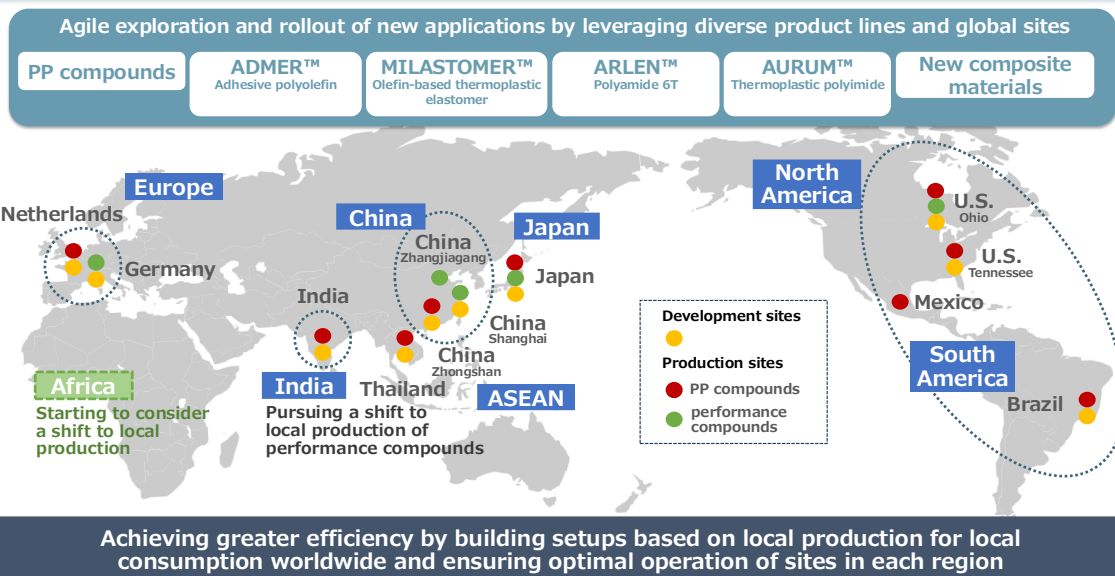 Agile exploration and rollout of new applications by leveraging diverse product lines and global sites
PP compounds
ADMER™
Adhesive polyolefin
MILASTOMER™
Olefin-based thermoplastic
elastomer
ARLEN™
Polyamide 6T
AURUM™
Thermoplastic polyimide
New composite
materials
Europe
Netherlands
Germany
China
China
Zhangjiagang
Japan
Japan
India
China
Shanghai
China
Zhongshan
Thailand
India
ASEAN
Pursuing a shift to
local production of
performance compounds
Africa
Starting to consider
a shift to local
production
Development sites
Production sites
PP compounds
performance
compounds
North
America
U.S.
Ohio
U.S.
Tennessee
Mexico
South
America
Brazil
Achieving greater efficiency by building setups based on local production for local
consumption worldwide and ensuring optimal operation of sites in each region